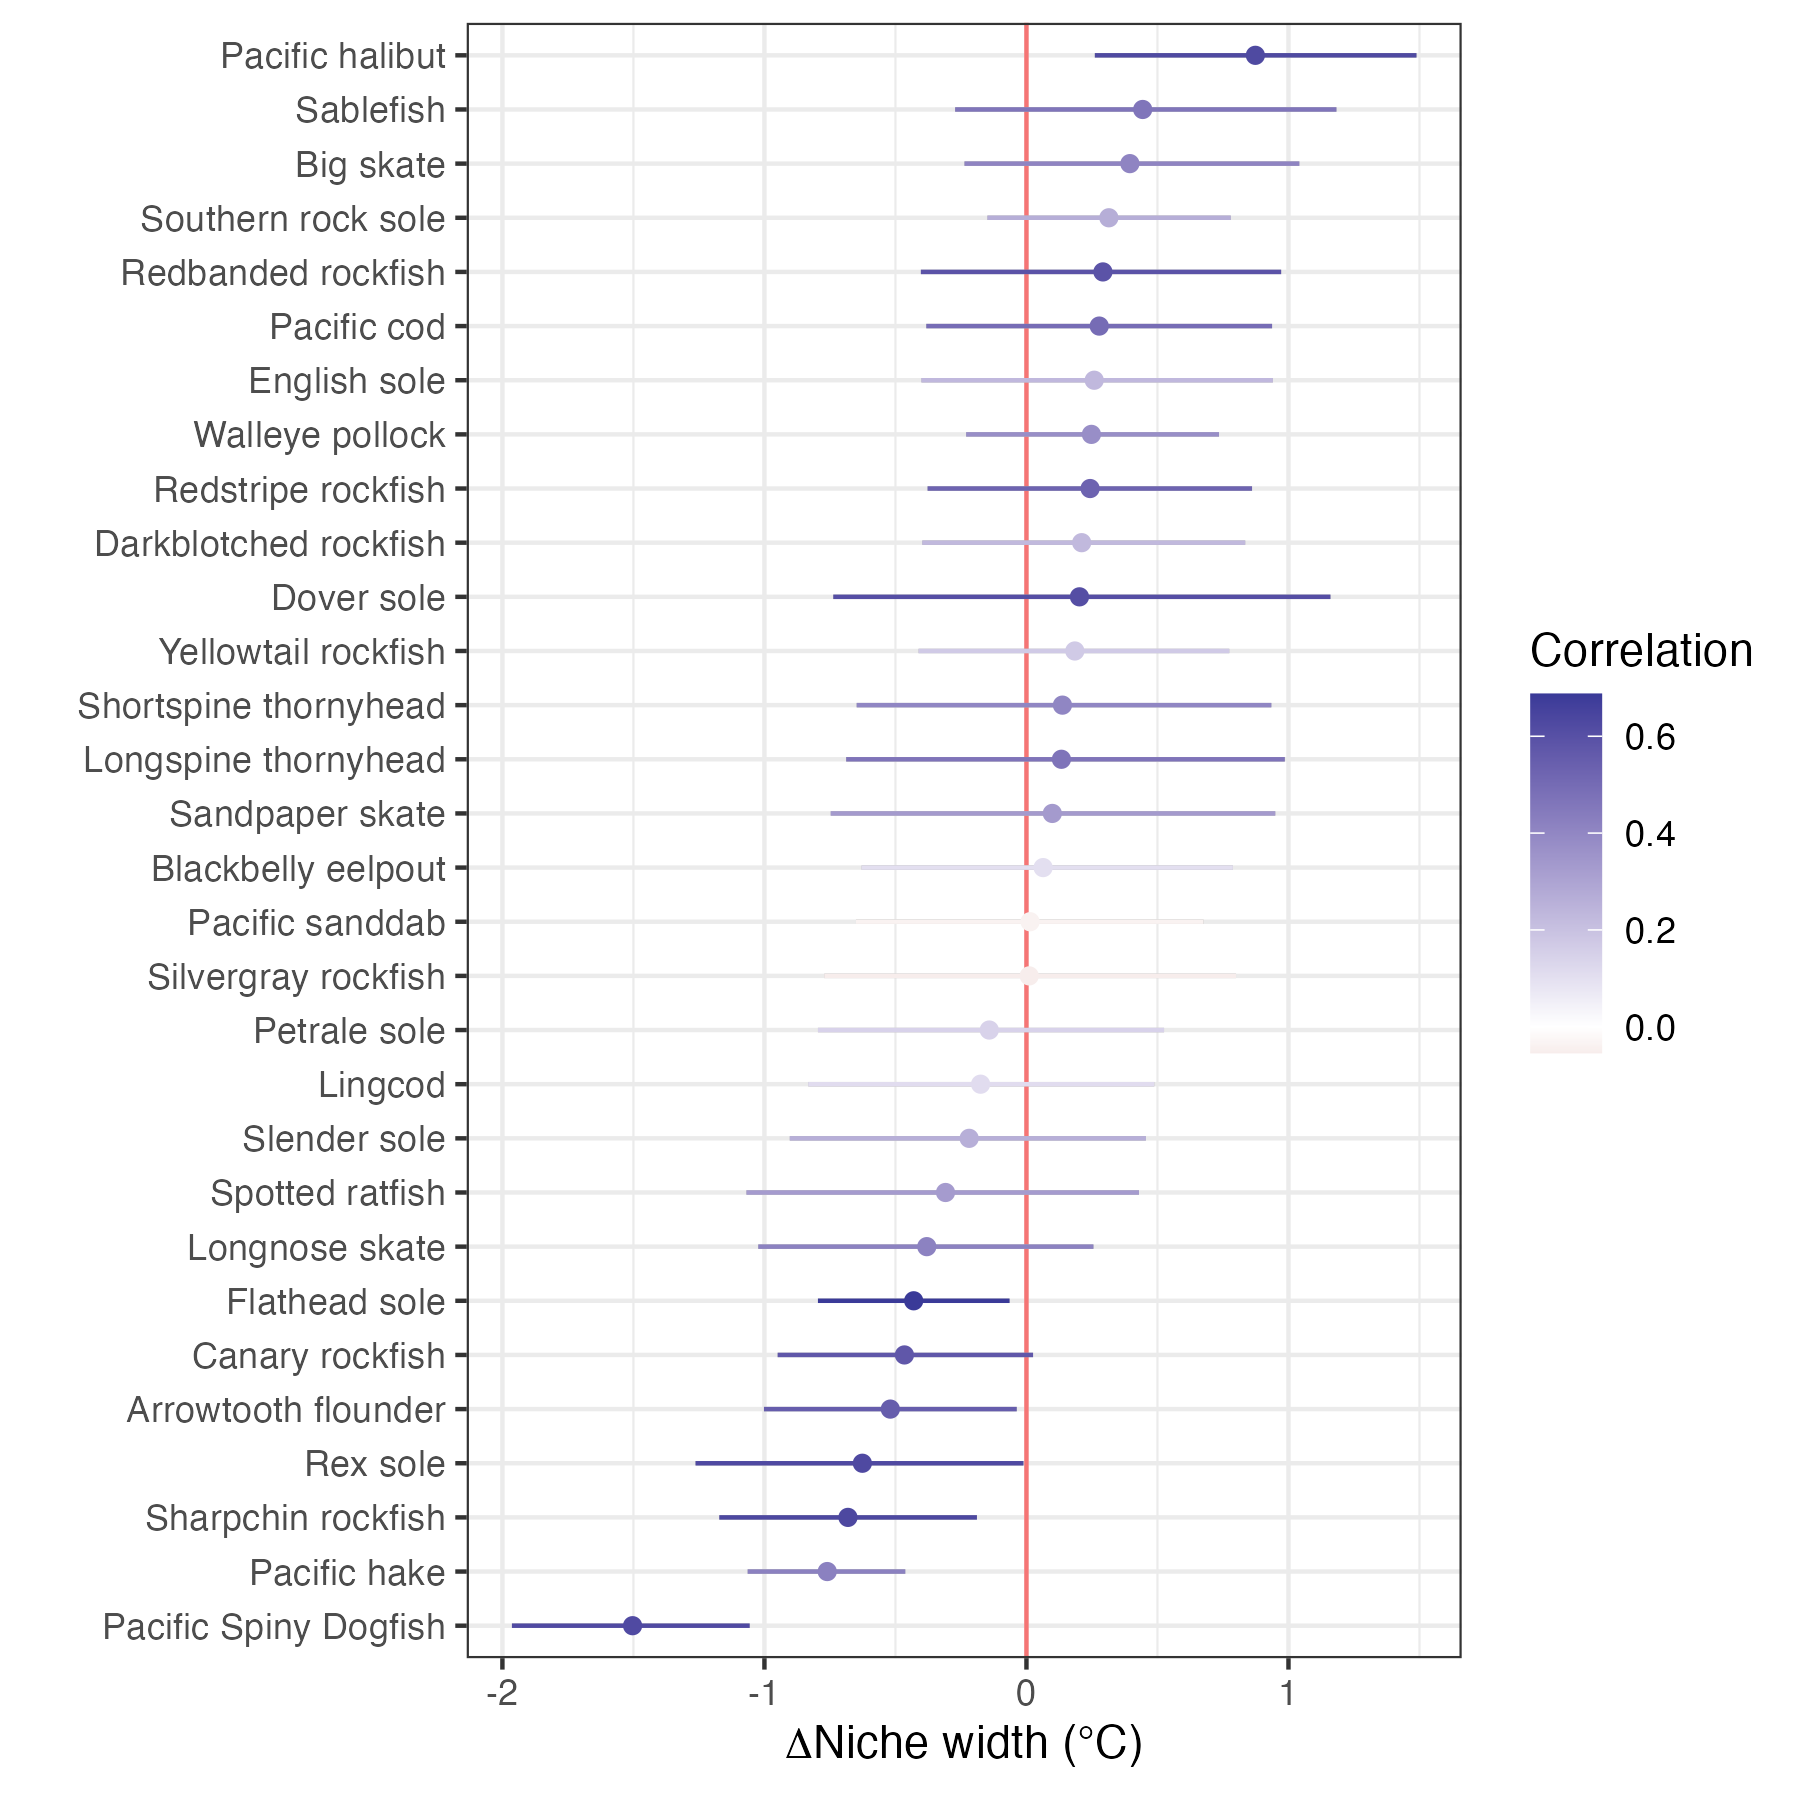 Pacific halibut
Sablefish
Big skate
Southern rock sole
Redbanded rockfish
Pacific cod
English sole
Walleye pollock
Redstripe rockfish
Darkblotched rockfish
Dover sole
Yellowtail rockfish
Shortspine thornyhead
Longspine thornyhead
Sandpaper skate
Blackbelly eelpout
Pacific sanddab
Silvergray rockfish
Petrale sole
Lingcod
Slender sole
Spotted ratfish
Longnose skate
Flathead sole
Canary rockfish
Arrowtooth flounder
Rex sole
Sharpchin rockfish
Pacific hake
Pacific Spiny Dogfish
-2 -1 0 1
ΔNiche width (°C)
Correlation
0.6
0.4
0.2
0.0